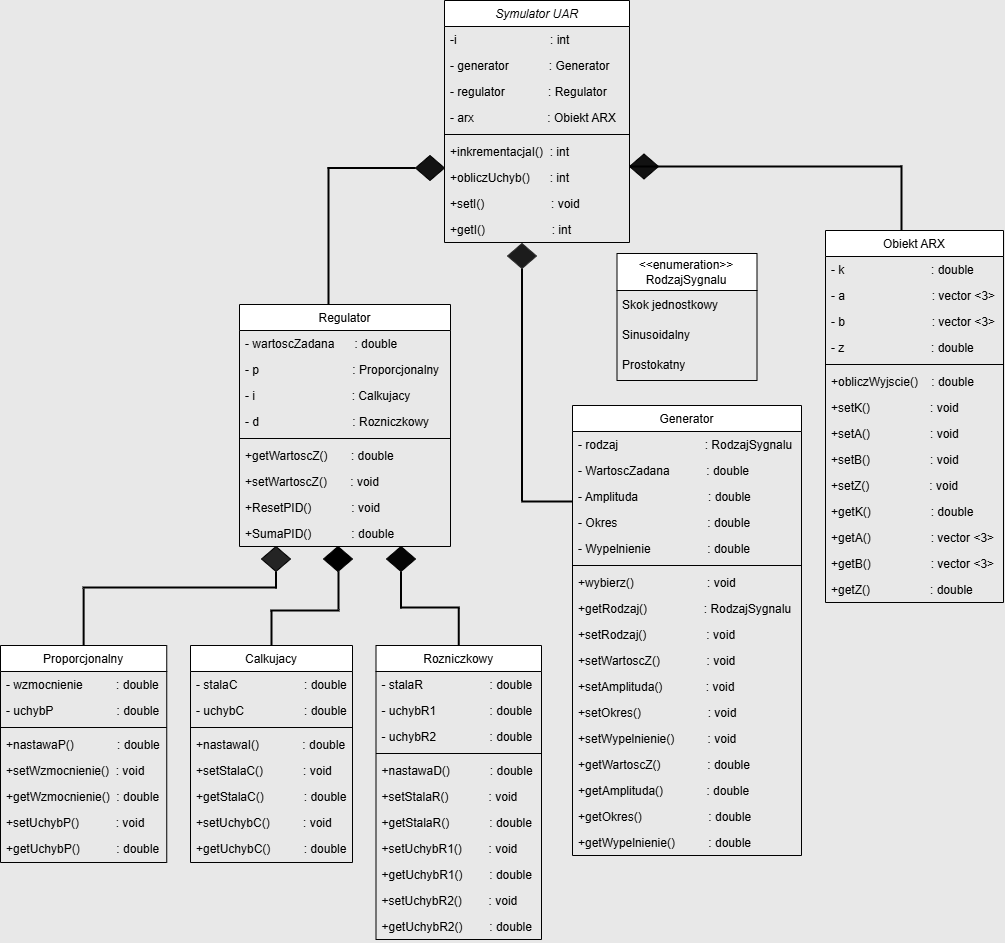 Symulator UAR
-i : int
- generator : Generator
- regulator : Regulator
- arx : Obiekt ARX
+inkrementacjaI() : int
+obliczUchyb() : int
+setI() : void
+getI() : int
<<enumeration>>
RodzajSygnalu
Skok jednostkowy
Sinusoidalny
Prostokatny
Obiekt ARX
- k : double
- a : vector <3>
- b : vector <3>
- z : double
+obliczWyjscie() : double
+setK() : void
+setA() : void
+setB() : void
+setZ() : void
+getK() : double
+getA() : vector <3>
+getB() : vector <3>
+getZ() : double
Regulator
- wartoscZadana : double
- p : Proporcjonalny
- i : Calkujacy
- d : Rozniczkowy
+getWartoscZ() : double
+setWartoscZ() : void
+ResetPID() : void
+SumaPID() : double
Generator
- rodzaj : RodzajSygnalu
- WartoscZadana : double
- Amplituda : double
- Okres : double
- Wypelnienie : double
+wybierz() : void
+getRodzaj() : RodzajSygnalu
+setRodzaj() : void
+setWartoscZ() : void
+setAmplituda() : void
+setOkres() : void
+setWypelnienie() : void
+getWartoscZ() : double
+getAmplituda() : double
+getOkres() : double
+getWypelnienie() : double
Proporcjonalny
- wzmocnienie : double
- uchybP : double
+nastawaP() : double
+setWzmocnienie() : void
+getWzmocnienie() : double
+setUchybP() : void
+getUchybP() : double
Calkujacy
- stalaC : double
- uchybC : double
+nastawaI() : double
+setStalaC() : void
+getStalaC() : double
+setUchybC() : void
+getUchybC() : double
Rozniczkowy
- stalaR : double
- uchybR1 : double
- uchybR2 : double
+nastawaD() : double
+setStalaR() : void
+getStalaR() : double
+setUchybR1() : void
+getUchybR1() : double
+setUchybR2() : void
+getUchybR2() : double